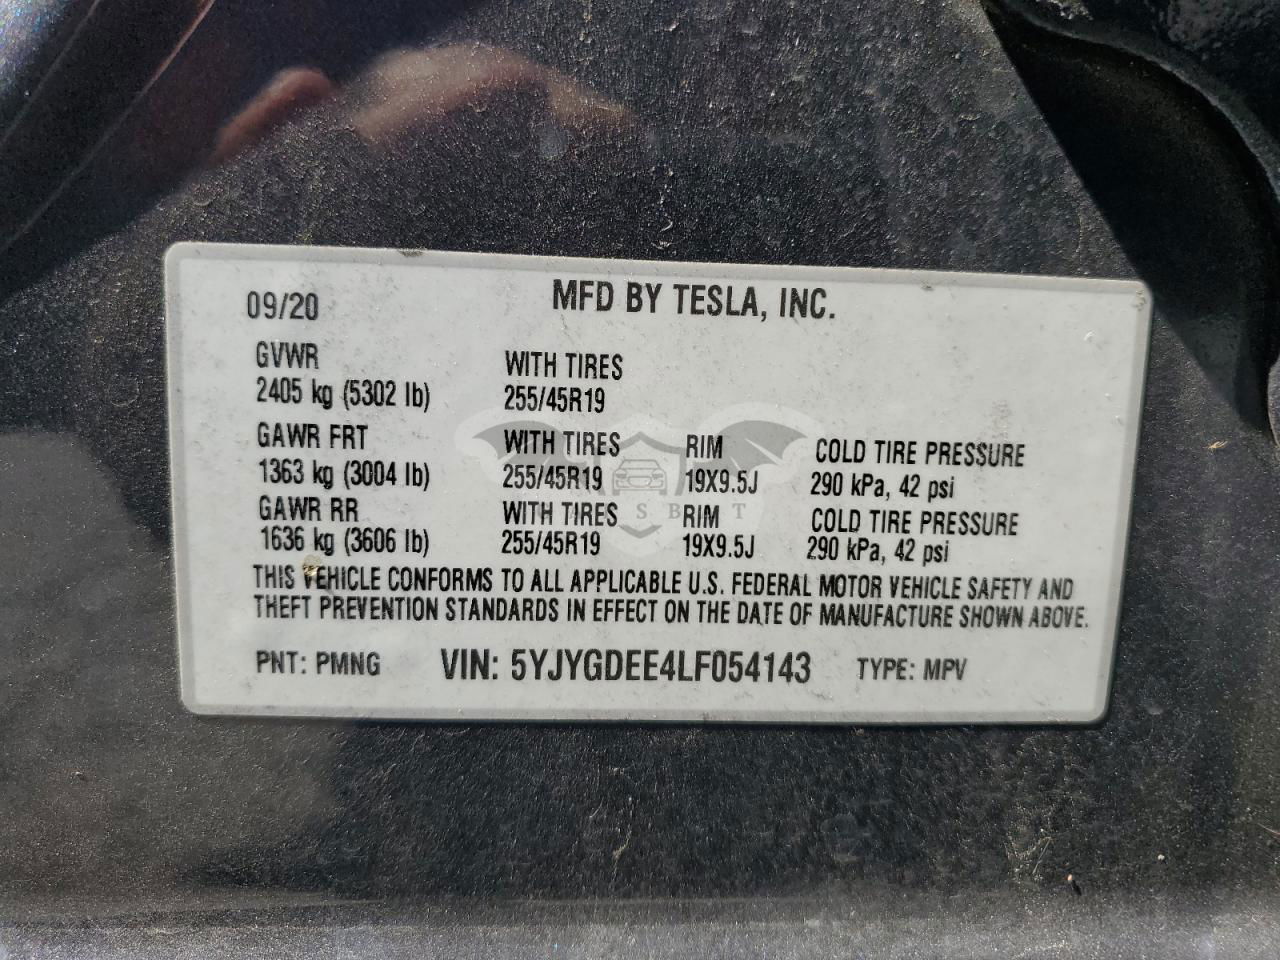 09/20 MFD BY TESLA, INC.
GVWR WITH TIRES
2405 kg (5302 lb) 255/45R19
GAWR FRT WITH TIRES RIM COLD TIRE PRESSURE
1363 kg (3004 lb) 255/45R19 19X9.5J 290 kPa, 42 psi
GAWR RR WITH TIRES RIM COLD TIRE PRESSURE
1636 kg (3606 lb) 255/45R19 19X9.5J 290 kPa, 42 psi
THIS VEHICLE CONFORMS TO ALL APPLICABLE U.S. FEDERAL MOTOR VEHICLE SAFETY AND
THEFT PREVENTION STANDARDS IN EFFECT ON THE DATE OF MANUFACTURE SHOWN ABOVE.
PNT: PMNG VIN: 5YJYGDEE4LF054143 TYPE: MPV